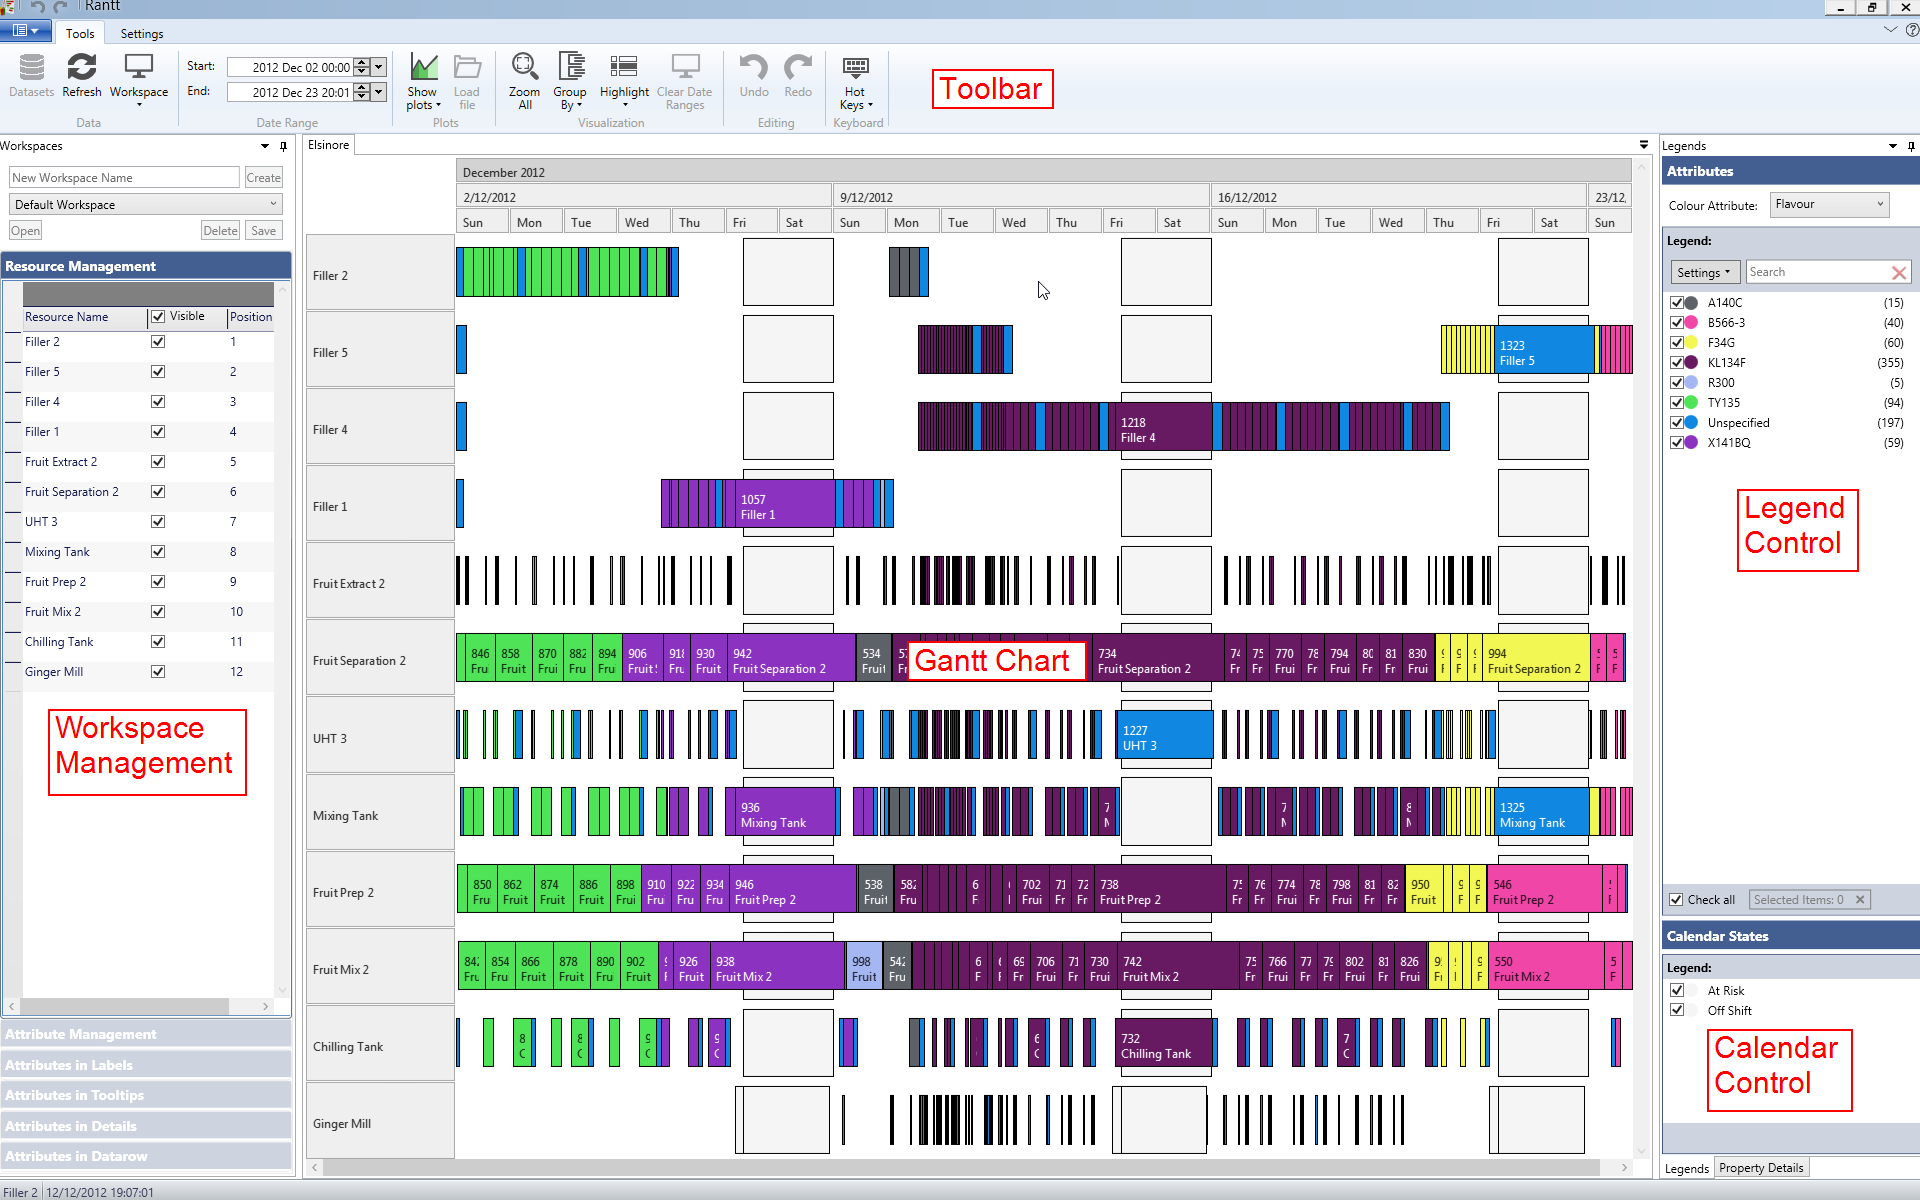 Rantt
Tools Settings
Datasets Refresh Workspace
Data
Start: 2012 Dec 02 00:00
End: 2012 Dec 23 20:01
Date Range
Show plots Load file
Plots
Zoom All Group By Highlight Clear Date Ranges
Visualization
Undo Redo
Editing
Hot Keys
Keyboard
Toolbar
Workspaces
New Workspace Name Create
Default Workspace
Open Delete Save
Resource Management
Resource Name Visible Position
Filler 2 1
Filler 5 2
Filler 4 3
Filler 1 4
Fruit Extract 2 5
Fruit Separation 2 6
UHT 3 7
Mixing Tank 8
Fruit Prep 2 9
Fruit Mix 2 10
Chilling Tank 11
Ginger Mill 12
Workspace
Management
Attribute Management
Attributes in Labels
Attributes in Tooltips
Attributes in Details
Attributes in Datarow
Elsinore
December 2012
2/12/2012 9/12/2012 16/12/2012 23/12,
Sun Mon Tue Wed Thu Fri Sat Sun Mon Tue Wed Thu Fri Sat Sun Mon Tue Wed Thu Fri Sat Sun
Filler 2
Filler 5
1323
Filler 5
Filler 4
1218
Filler 4
Filler 1
1057
Filler 1
Fruit Extract 2
Fruit Separation 2
846 858 870 882 894 906 918 930 942 534 734 770 794 830 994
Fru Fruit Fruit Fruit Separation 2 Fruit Fruit Separation 2 Frui Frui Frui Fruit Separation 2
Gantt Chart
UHT 3
1227
UHT 3
Mixing Tank
936
Mixing Tank
1325
Mixing Tank
Fruit Prep 2
850 862 874 886 898 910 922 934 946 538 582 702 738 774 798 950 546
Fru Frui Fruit Fruit Frui Frui Fru Fru Fruit Prep 2 Fruit Fru Frui Fruit Prep 2 Frui Frui Fruit Fruit Prep 2
Fruit Mix 2
842 854 866 878 890 902 926 938 998 542 706 730 742 766 802 826 550
Fru Frui Fruit Fruit Frui Fruit Fruit Fruit Mix 2 Fruit Fru Frui Frui Fruit Mix 2 Fruit Frui Fruit Fruit Mix 2
Chilling Tank
732
Chilling Tank
Ginger Mill
Legends
Attributes
Colour Attribute: Flavour
Legend:
Settings Search
A140C (15)
B566-3 (40)
F34G (60)
KL134F (355)
R300 (5)
TY135 (94)
Unspecified (197)
X141BQ (59)
Legend
Control
Check all Selected Items: 0
Calendar States
Legend:
At Risk
Off Shift
Calendar
Control
Legends Property Details
Filler 2 12/12/2012 19:07:01